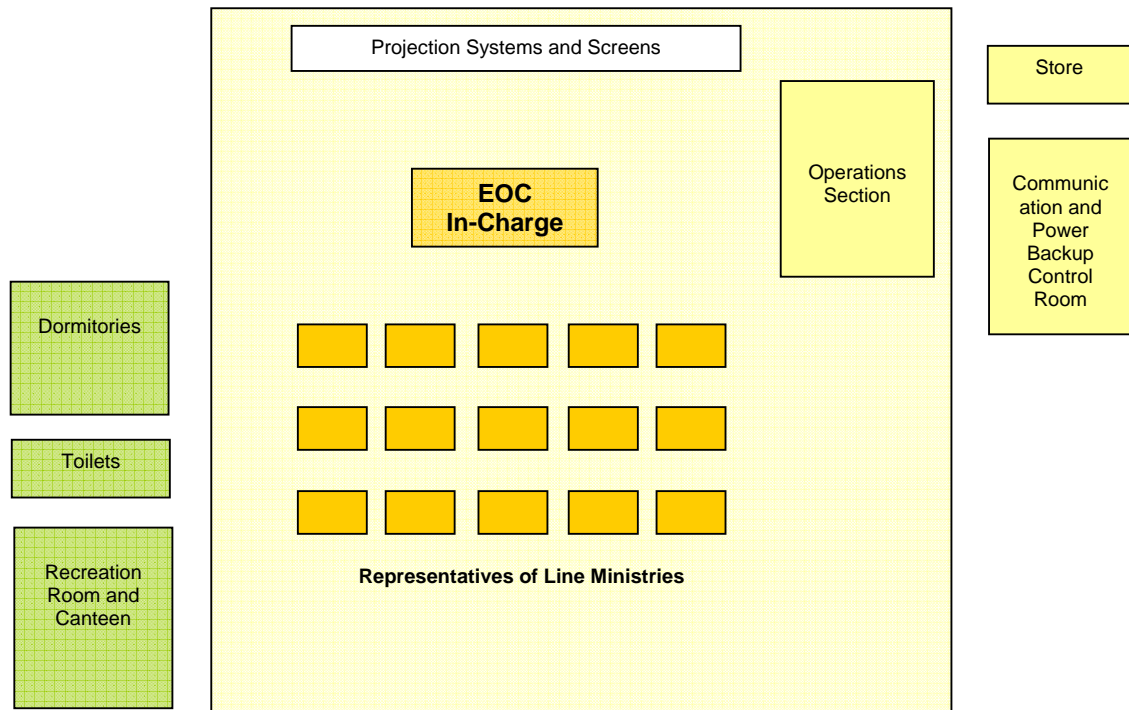 Projection Systems and Screens
Store
Operations
Section
EOC
In-Charge
Communic
ation and
Power
Backup
Control
Room
Dormitories
Toilets
Recreation
Room and
Canteen
Representatives of Line Ministries